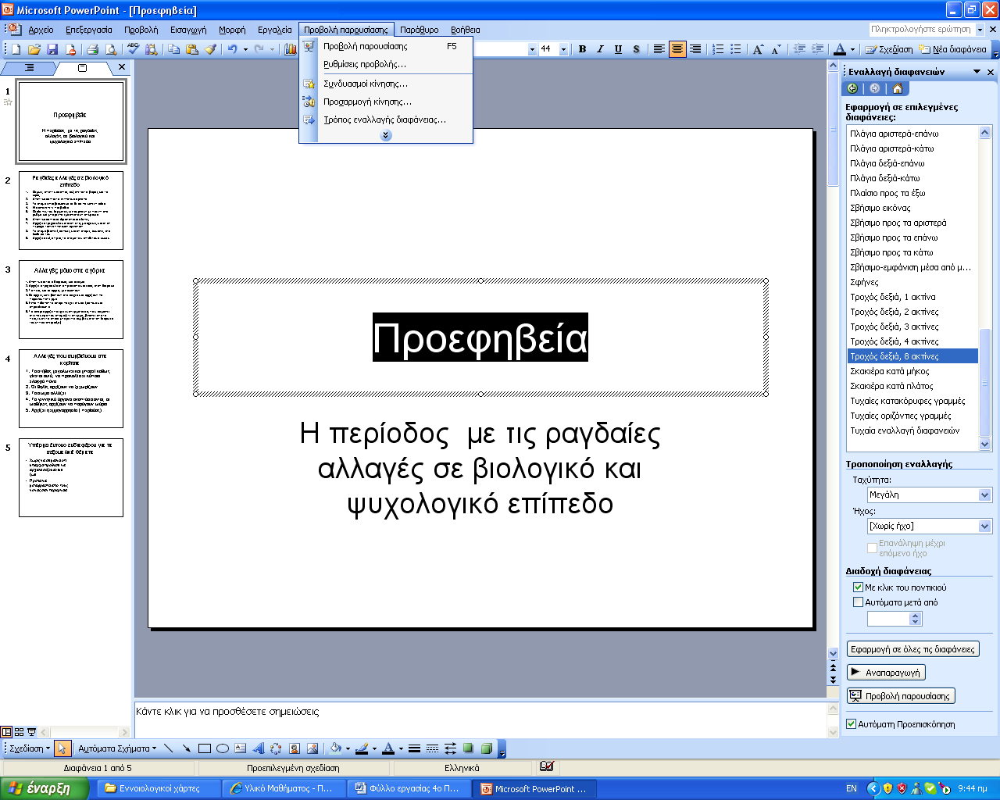 Microsoft PowerPoint - [Προεφηβεία]
Αρχείο Επεξεργασία Προβολή Εισαγωγή Μορφή Εργαλεία Προβολή παρουσίασης Παράθυρο Βοήθεια Πληκτρολογήστε ερώτηση
44 B I U S Σχεδίαση Νέα διαφάνεια
Προβολή παρουσίασης F5
Ρυθμίσεις προβολής...
Συνδυασμοί κίνησης...
Προσαρμογή κίνησης...
Τρόπος εναλλαγής διαφάνειας...
1
Προεφηβεία
Η περίοδος με τις ραγδαίες
αλλαγές σε βιολογικό και
ψυχολογικό επίπεδο
2
Ραγδαίες αλλαγές σε βιολογικό
επίπεδο
3
Αλλαγές μόνο στα αγόρια
4
Αλλαγές που συμβαίνουν στα
κορίτσια
5
Προεφηβεία
Η περίοδος  με τις ραγδαίες
αλλαγές σε βιολογικό και
ψυχολογικό επίπεδο
Κάντε κλικ για να προσθέσετε σημειώσεις
Εναλλαγή διαφανειών
Εφαρμογή σε επιλεγμένες
διαφάνειες:
Πλάγια αριστερά-επάνω
Πλάγια αριστερά-κάτω
Πλάγια δεξιά-επάνω
Πλάγια δεξιά-κάτω
Πλαίσιο προς τα έξω
Σβήσιμο εικόνας
Σβήσιμο προς τα αριστερά
Σβήσιμο προς τα επάνω
Σβήσιμο προς τα κάτω
Σβήσιμο-εμφάνιση μέσα από μ...
Σφήνες
Τροχός δεξιά, 1 ακτίνα
Τροχός δεξιά, 2 ακτίνες
Τροχός δεξιά, 3 ακτίνες
Τροχός δεξιά, 4 ακτίνες
Τροχός δεξιά, 8 ακτίνες
Σκακιέρα κατά μήκος
Σκακιέρα κατά πλάτος
Τυχαίες κατακόρυφες γραμμές
Τυχαίες οριζόντιες γραμμές
Τυχαία εναλλαγή διαφανειών
Τροποποίηση εναλλαγής
Ταχύτητα:
Μεγάλη
Ήχος:
[Χωρίς ήχο]
Επανάληψη μέχρι
επόμενο ήχο
Διαδοχή διαφάνειας
Με κλικ του ποντικιού
Αυτόματα μετά από
Εφαρμογή σε όλες τις διαφάνειες
Αναπαραγωγή
Προβολή παρουσίασης
Αυτόματη Προεπισκόπηση
Σχεδίαση Αυτόματα Σχήματα
Διαφάνεια 1 από 5 Προεπιλεγμένη σχεδίαση Ελληνικά
έναρξη Εννοιολογικοί χάρτες Υλικό Μαθήματος - Π... Φύλλο εργασίας 4ο Π... Microsoft PowerPoint ... EN 9:44 πμ